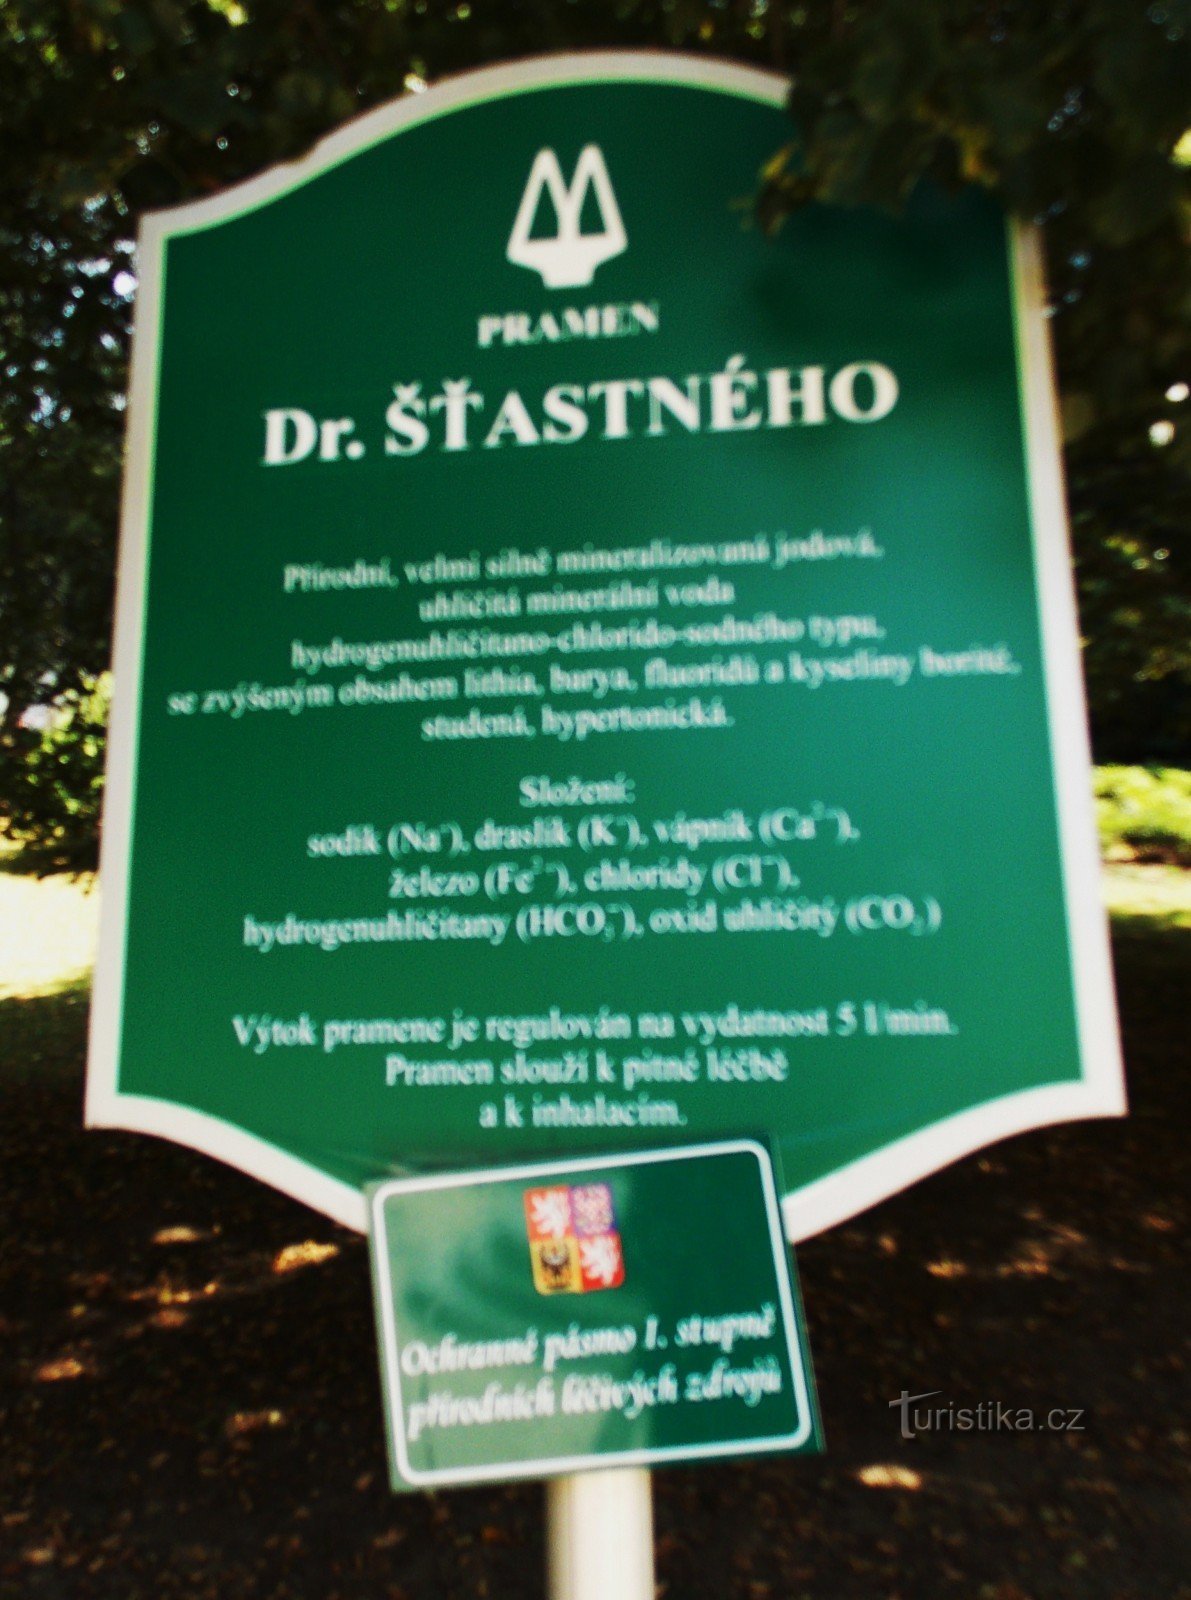 PRAMEN
Dr. ŠŤASTNÉHO
Přírodní, velmi silně mineralizovaná jodová,
uhličitá minerální voda
hydrogenuhličitano-chlorido-sodného typu,
se zvýšeným obsahem lithia, barya, fluoridů a kyseliny borité,
studená, hypertonická.
Složení:
sodík (Na⁺), draslík (K⁺), vápník (Ca²⁺),
železo (Fe²⁺), chloridy (Cl⁻),
hydrogenuhličitany (HCO₃⁻), oxid uhličitý (CO₂)
Výtok pramene je regulován na vydatnost 5 l/min.
Pramen slouží k pitné léčbě
a k inhalacím.
Ochranné pásmo 1. stupně
přírodních léčivých zdrojů
Turistika.cz